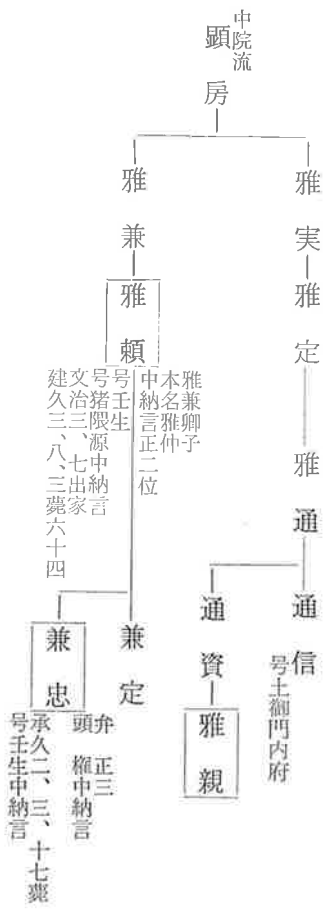 中院流
顕房
雅実
雅定
雅通
通信
号土御門内府
通資
雅親
雅兼
雅頼
雅兼卿子
本名雅仲
中納言正二位
号壬生
号猪隈源中納言
文治三、七出家
建久三、八、三薨六十四
兼定
兼忠
弁 正三
頭 権中納言
承久二、三、十七薨
号壬生中納言